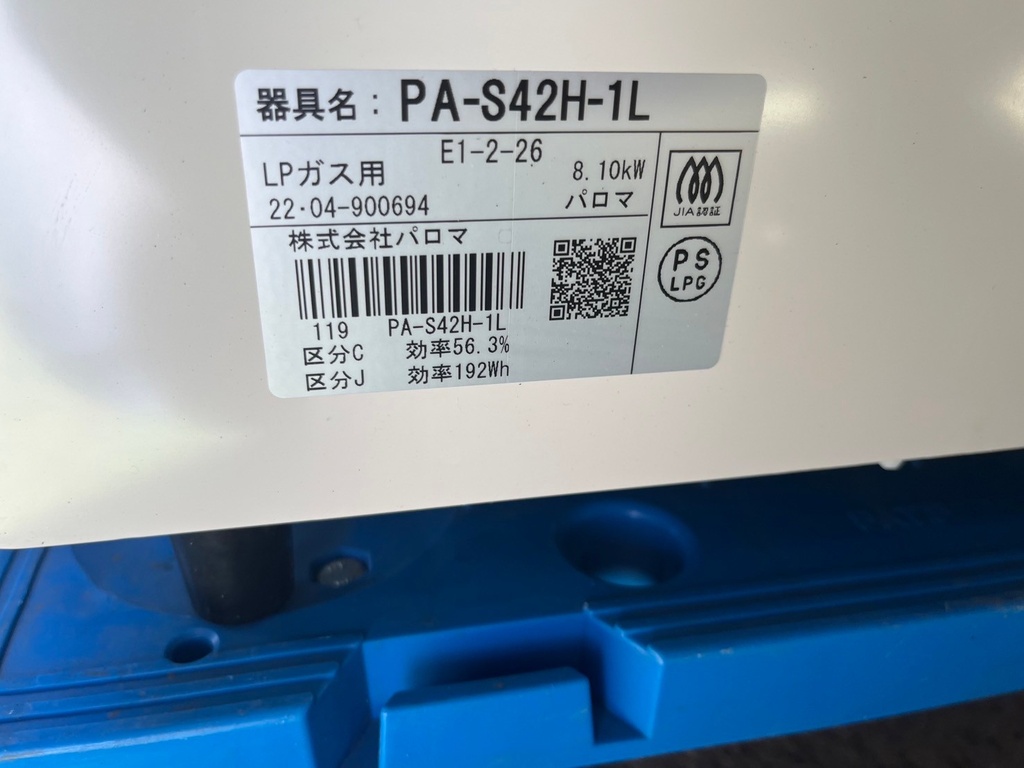 器具名：PA-S42H-1L
E1-2-26
LPガス用 8.10kW
22・04-900694 パロマ
株式会社パロマ
119 PA-S42H-1L
区分C 効率56.3%
区分J 効率192Wh
JIA認証
PS
LPG